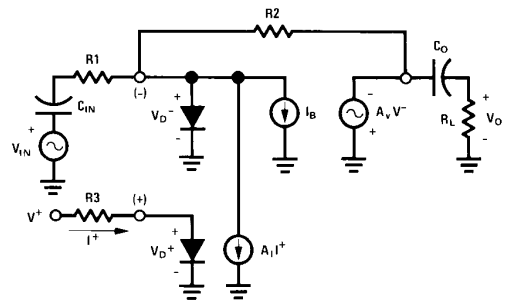 R2
R1
C_O
(-)
C_IN
+
V_D^-
-
I_B
-
A_v V^-
+
R_L
+
V_O
-
+
V_IN
-
R3
(+)
V^+
I^+
+
V_D^+
-
A_I I^+